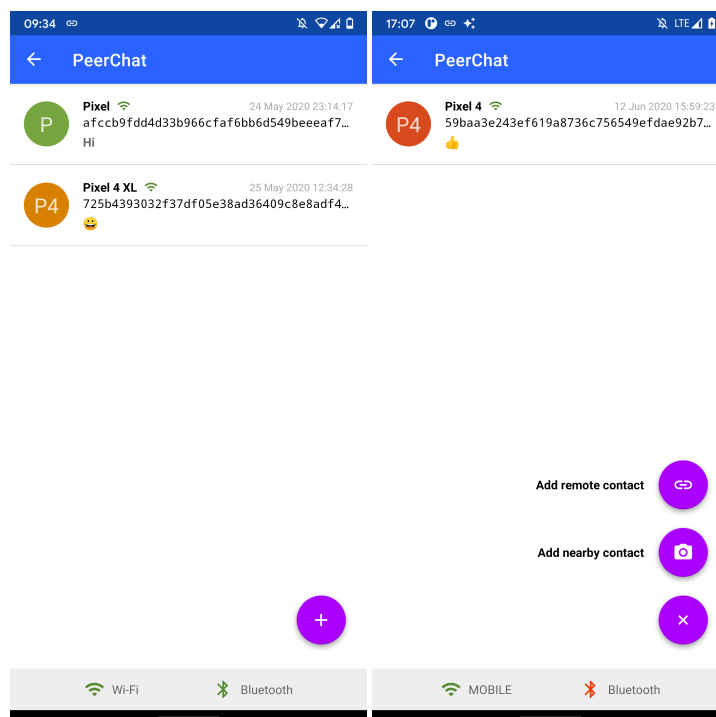 09:34
PeerChat
P
Pixel
24 May 2020 23:14:17
afccb9fdd4d33b966cfaf6bb6d549beeeaf7…
Hi
P4
Pixel 4 XL
25 May 2020 12:34:28
725b4393032f37df05e38ad36409c8e8adf4…
😀
Wi-Fi
Bluetooth
17:07
LTE
PeerChat
P4
Pixel 4
12 Jun 2020 15:59:23
59baa3e243ef619a8736c756549efdae92b7…
👍
Add remote contact
Add nearby contact
MOBILE
Bluetooth